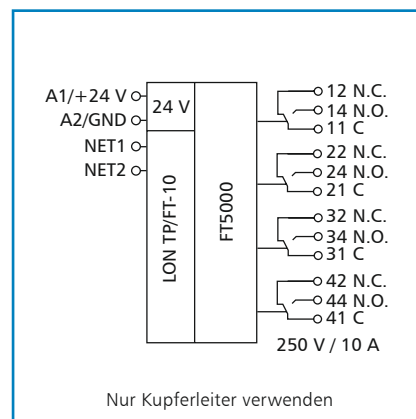 A1/+24 V
A2/GND
NET1
NET2
24 V
LON TP/FT-10
FT5000
12 N.C.
14 N.O.
11 C
22 N.C.
24 N.O.
21 C
32 N.C.
34 N.O.
31 C
42 N.C.
44 N.O.
41 C
250 V / 10 A
Nur Kupferleiter verwenden